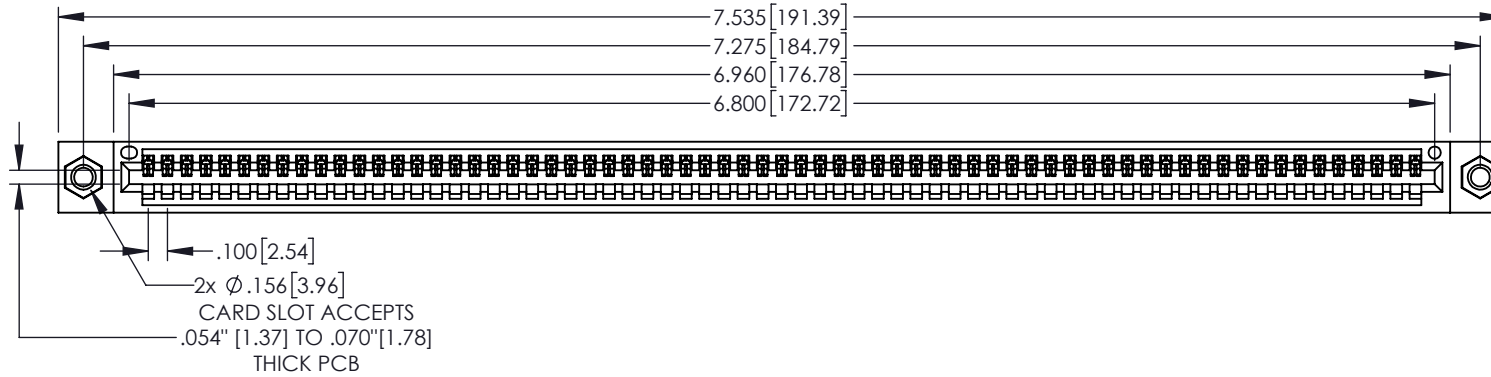 7.535[191.39]
7.275[184.79]
6.960[176.78]
6.800[172.72]
.100[2.54]
2x Ø.156[3.96]
CARD SLOT ACCEPTS
.054" [1.37] TO .070"[1.78]
THICK PCB